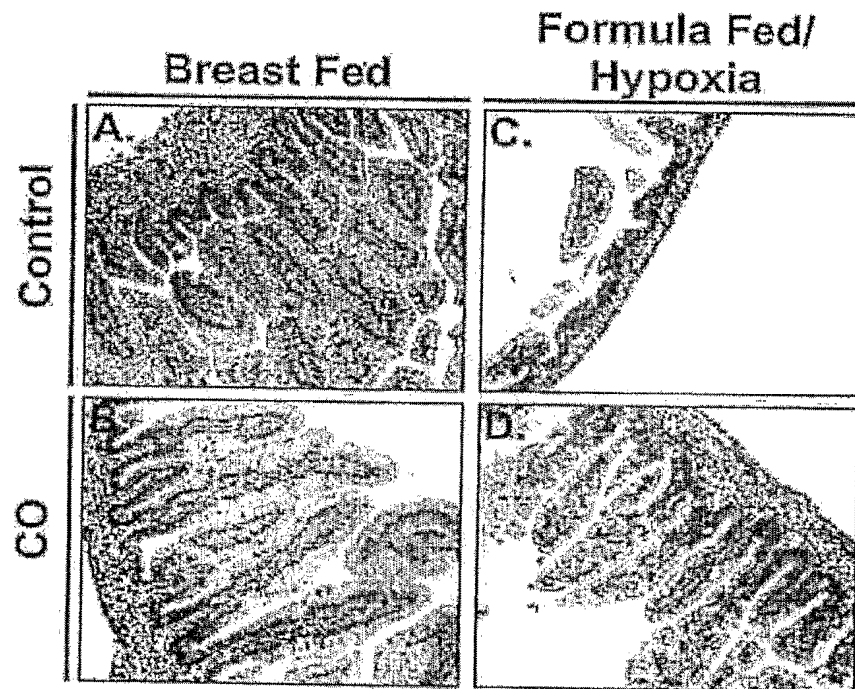 Breast Fed
Formula Fed/
Hypoxia
Control
A.
C.
CO
B.
D.